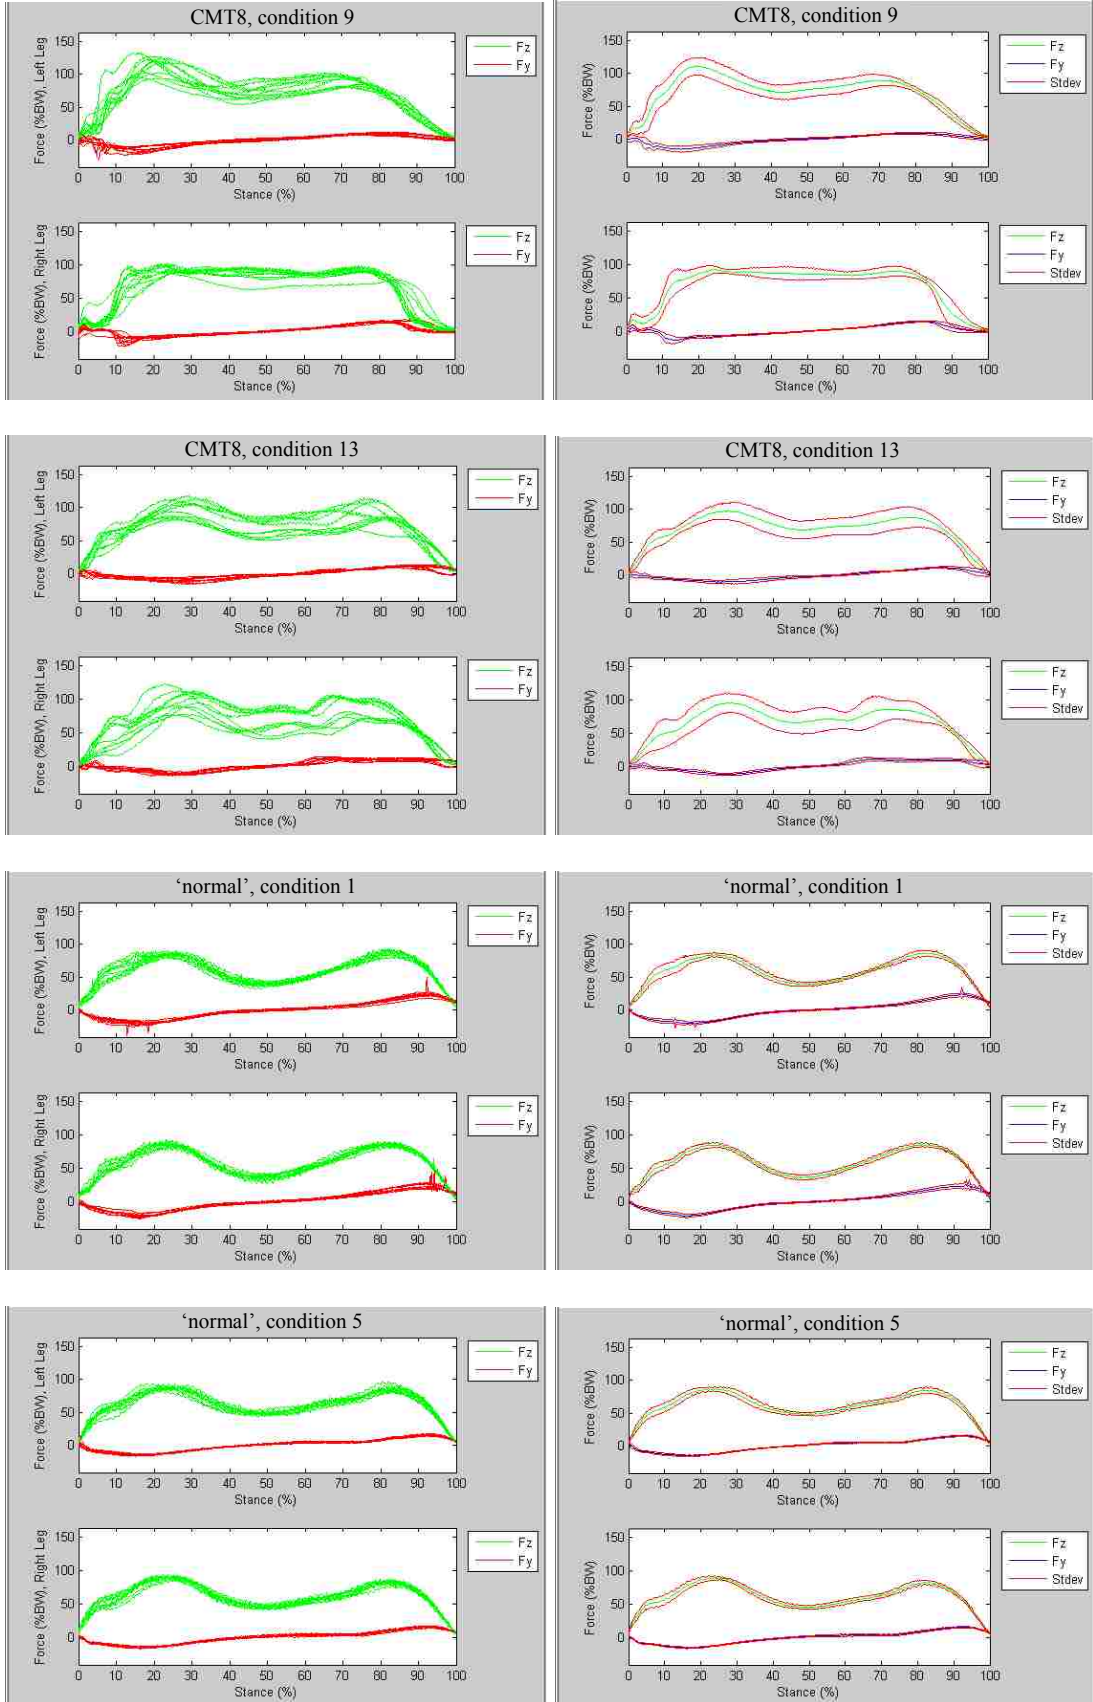 CMT8, condition 9
Force (%BW), Left Leg
150
100
50
0
0 10 20 30 40 50 60 70 80 90 100
Stance (%)
Fz
Fy
Force (%BW), Right Leg
150
100
50
0
0 10 20 30 40 50 60 70 80 90 100
Stance (%)
Fz
Fy
CMT8, condition 9
Force (%BW)
150
100
50
0
0 10 20 30 40 50 60 70 80 90 100
Stance (%)
Fz
Fy
Stdev
Force (%BW)
150
100
50
0
0 10 20 30 40 50 60 70 80 90 100
Stance (%)
Fz
Fy
Stdev
CMT8, condition 13
Force (%BW), Left Leg
150
100
50
0
0 10 20 30 40 50 60 70 80 90 100
Stance (%)
Fz
Fy
Force (%BW), Right Leg
150
100
50
0
0 10 20 30 40 50 60 70 80 90 100
Stance (%)
Fz
Fy
CMT8, condition 13
Force (%BW)
150
100
50
0
0 10 20 30 40 50 60 70 80 90 100
Stance (%)
Fz
Fy
Stdev
Force (%BW)
150
100
50
0
0 10 20 30 40 50 60 70 80 90 100
Stance (%)
Fz
Fy
Stdev
‘normal’, condition 1
Force (%BW), Left Leg
150
100
50
0
0 10 20 30 40 50 60 70 80 90 100
Stance (%)
Fz
Fy
Force (%BW), Right Leg
150
100
50
0
0 10 20 30 40 50 60 70 80 90 100
Stance (%)
Fz
Fy
‘normal’, condition 1
Force (%BW)
150
100
50
0
0 10 20 30 40 50 60 70 80 90 100
Stance (%)
Fz
Fy
Stdev
Force (%BW)
150
100
50
0
0 10 20 30 40 50 60 70 80 90 100
Stance (%)
Fz
Fy
Stdev
‘normal’, condition 5
Force (%BW), Left Leg
150
100
50
0
0 10 20 30 40 50 60 70 80 90 100
Stance (%)
Fz
Fy
Force (%BW), Right Leg
150
100
50
0
0 10 20 30 40 50 60 70 80 90 100
Stance (%)
Fz
Fy
‘normal’, condition 5
Force (%BW)
150
100
50
0
0 10 20 30 40 50 60 70 80 90 100
Stance (%)
Fz
Fy
Stdev
Force (%BW)
150
100
50
0
0 10 20 30 40 50 60 70 80 90 100
Stance (%)
Fz
Fy
Stdev